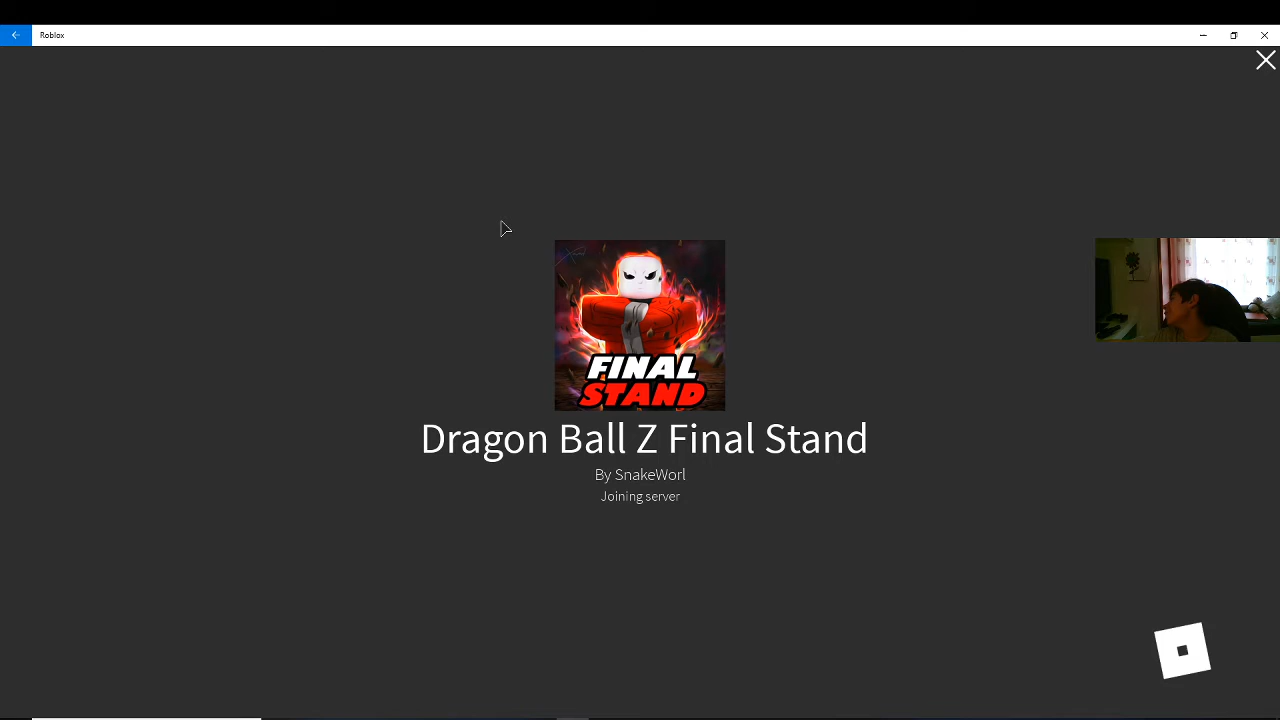 Roblox
FINAL
STAND
Dragon Ball Z Final Stand
By SnakeWorl
Joining server